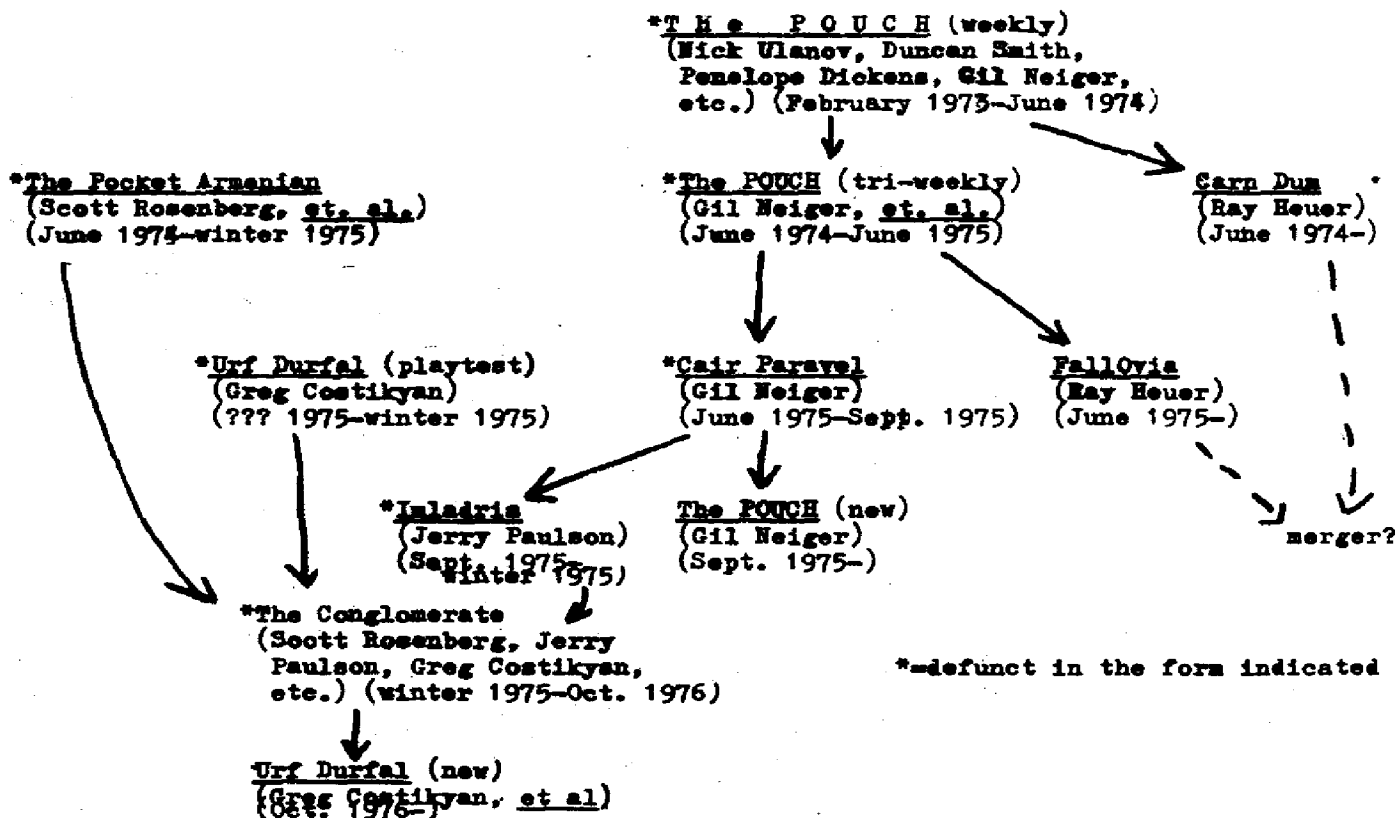 *T H e P O U C H (weekly)
(Nick Ulanov, Duncan Smith,
Penelope Dickens, Gil Neiger,
etc.) (February 1973-June 1974)
*The Pocket Armenian
(Scott Rosenberg, et. al.)
(June 1974-winter 1975)
*The POUCH (tri-weekly)
(Gil Neiger, et. al.)
(June 1974-June 1975)
Carn Dum
(Ray Heuer)
(June 1974-)
*Urf Durfal (playtest)
(Greg Costikyan)
(??? 1975-winter 1975)
*Cair Paravel
(Gil Neiger)
(June 1975-Sept. 1975)
FallOvia
(Ray Heuer)
(June 1975-)
*Imladris
(Jerry Paulson)
(Sept. 1975-
winter 1975)
The POUCH (new)
(Gil Neiger)
(Sept. 1975-)
merger?
*The Conglomerate
(Scott Rosenberg, Jerry
Paulson, Greg Costikyan,
etc.) (winter 1975-Oct. 1976)
*=defunct in the form indicated
Urf Durfal (new)
(Greg Costikyan, et al)
(Oct. 1976-)